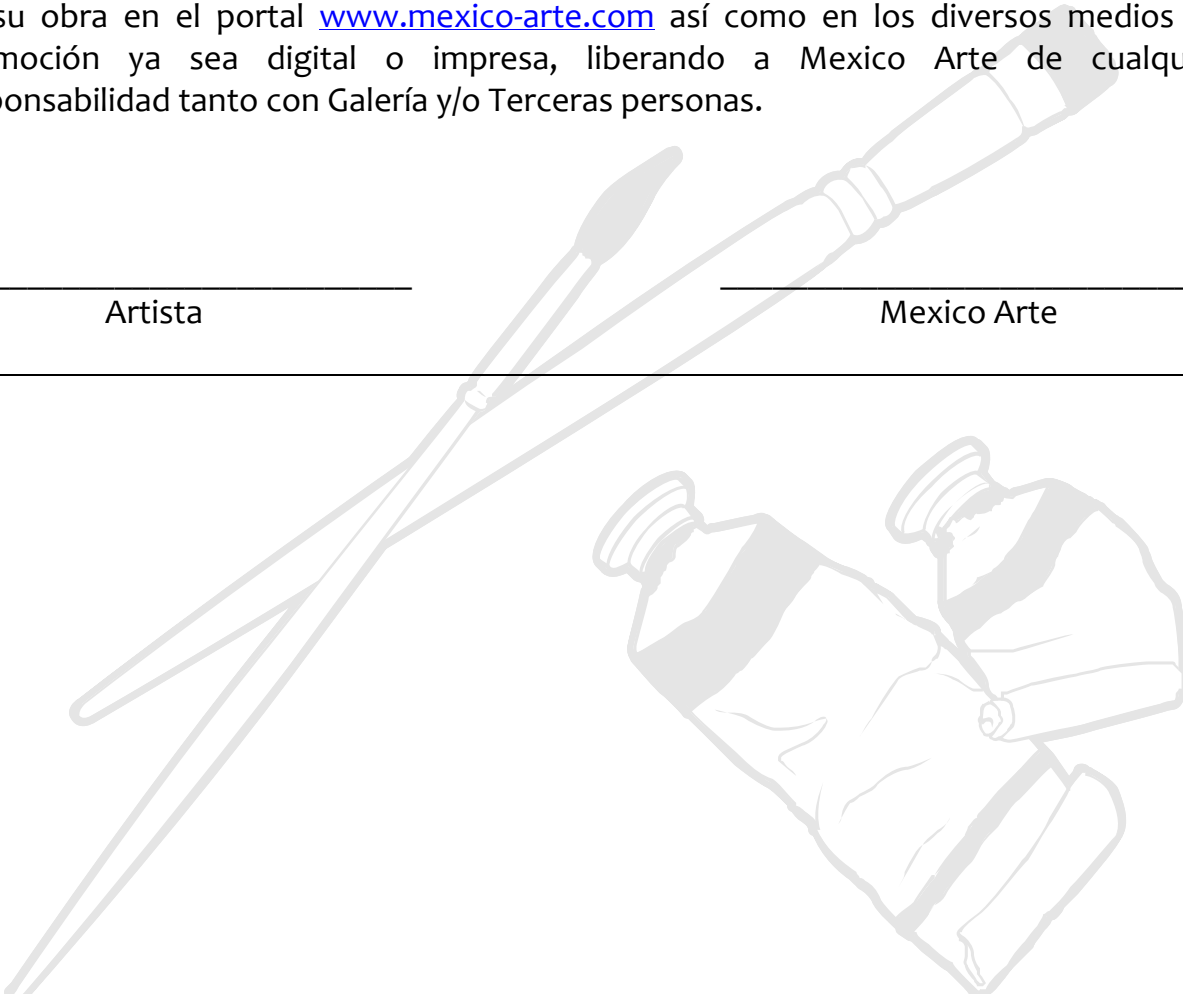 su obra en el portal www.mexico-arte.com así como en los diversos medios
moción ya sea digital o impresa, liberando a Mexico Arte de cualqu
ponsabilidad tanto con Galería y/o Terceras personas.
Artista Mexico Arte